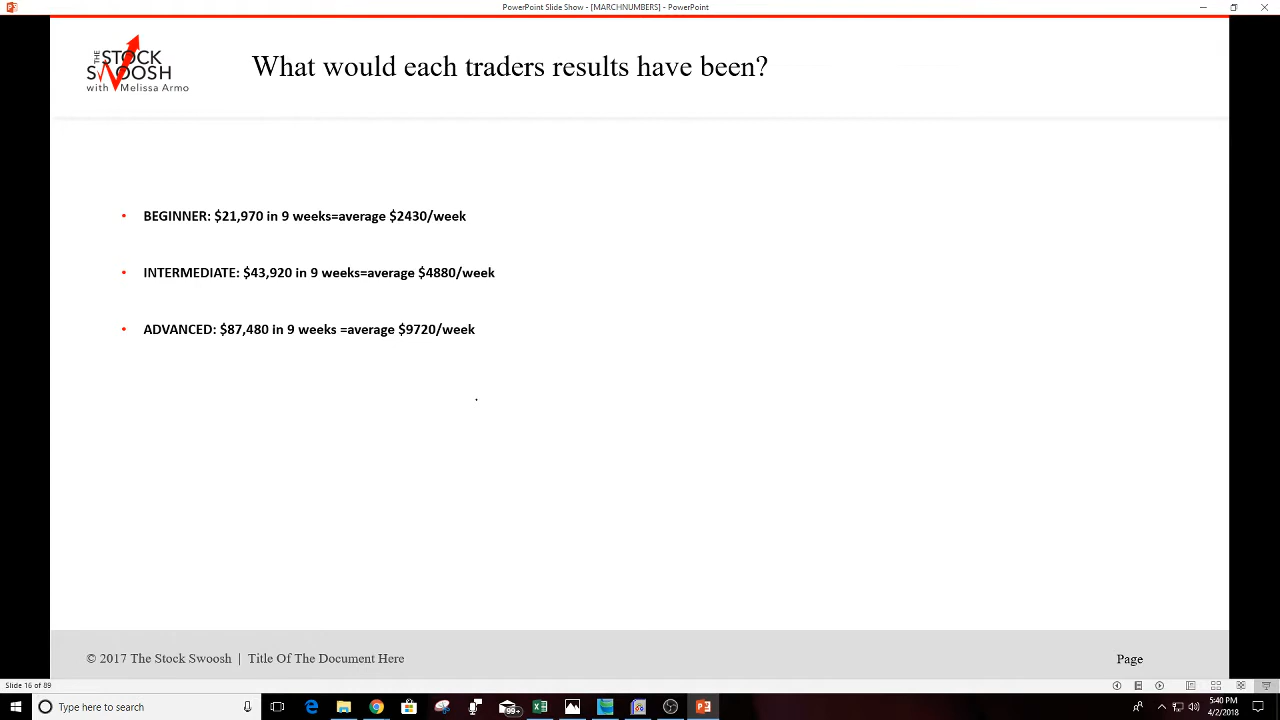 PowerPoint Slide Show - [MARCHNUMBERS] - PowerPoint
THE STOCK
SWOOSH
with Melissa Armo
What would each traders results have been?
• BEGINNER: $21,970 in 9 weeks=average $2430/week
• INTERMEDIATE: $43,920 in 9 weeks=average $4880/week
• ADVANCED: $87,480 in 9 weeks =average $9720/week
© 2017 The Stock Swoosh | Title Of The Document Here
Page
Slide 16 of 89
Type here to search
99+
5:40 PM
4/2/2018